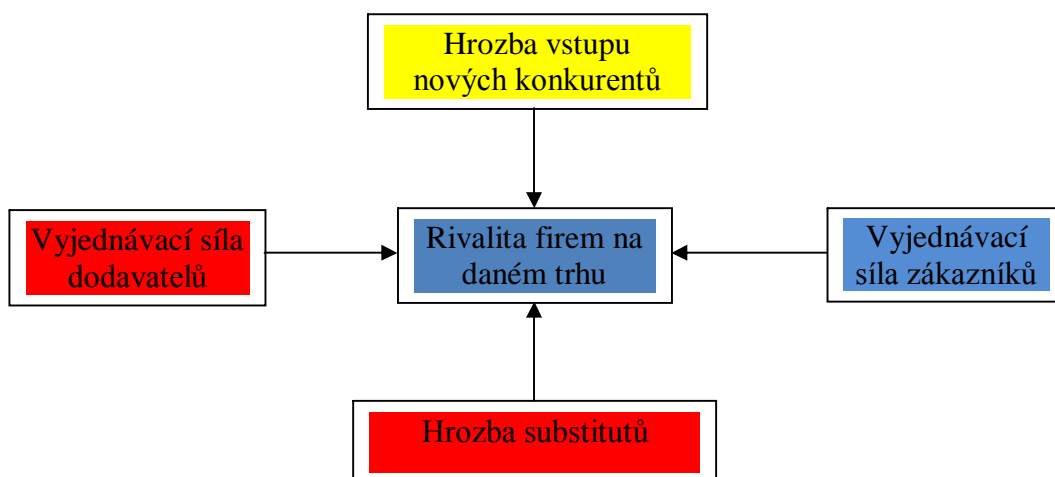 Hrozba vstupu
nových konkurentů
Vyjednávací síla
dodavatelů
Rivalita firem na
daném trhu
Vyjednávací
síla zákazníků
Hrozba substitutů